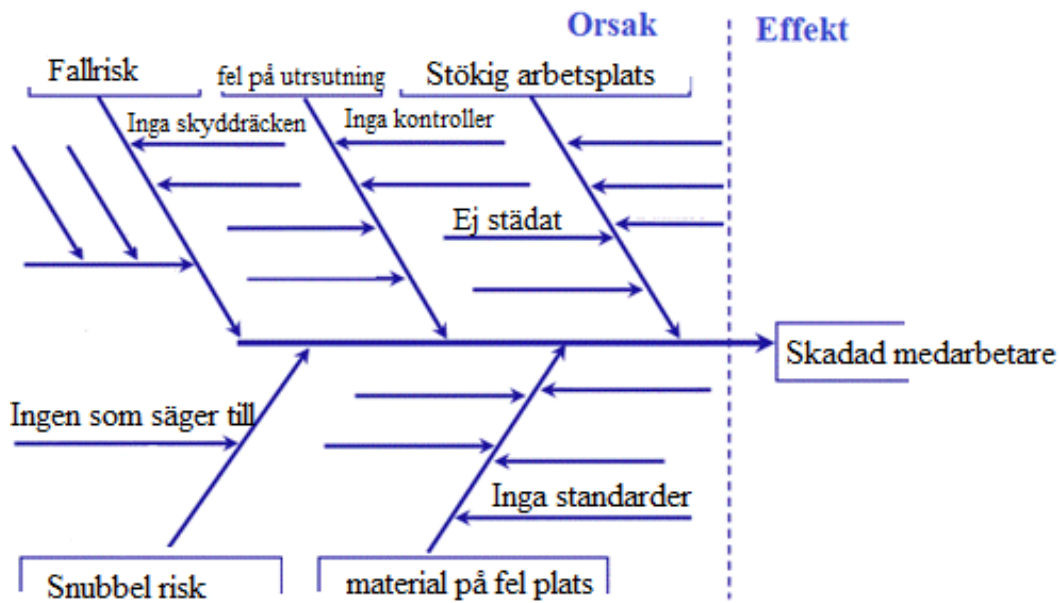 Orsak
Effekt
Fallrisk
fel på utrsutning
Stökig arbetsplats
Inga skyddräcken
Inga kontroller
Ej städat
Skadad medarbetare
Ingen som säger till
Inga standarder
Snubbel risk
material på fel plats